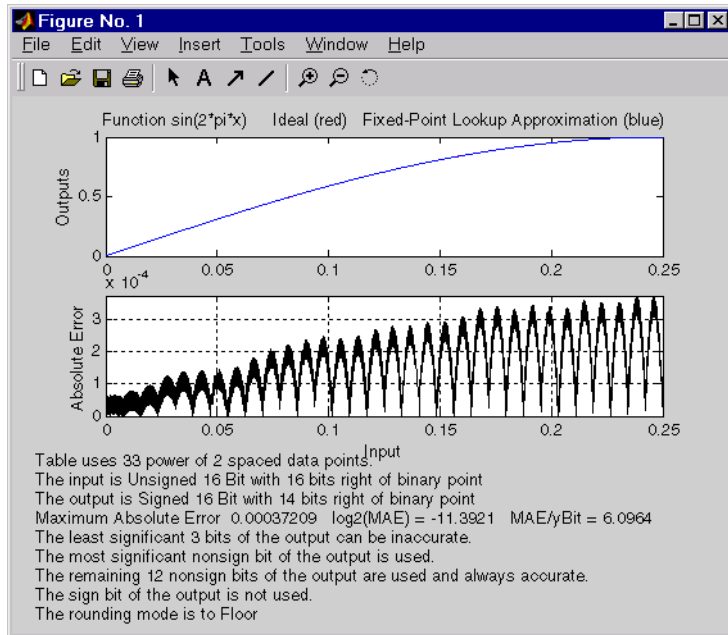 Figure No. 1
File Edit View Insert Tools Window Help
A
Function sin(2*pi*x) Ideal (red) Fixed-Point Lookup Approximation (blue)
1
0.5
0
Outputs
0 0.05 0.1 0.15 0.2 0.25
x 10^-4
3
2
1
0
Absolute Error
0 0.05 0.1 0.15 0.2 0.25
Input
Table uses 33 power of 2 spaced data points.
The input is Unsigned 16 Bit with 16 bits right of binary point
The output is Signed 16 Bit with 14 bits right of binary point
Maximum Absolute Error 0.00037209 log2(MAE) = -11.3921 MAE/yBit = 6.0964
The least significant 3 bits of the output can be inaccurate.
The most significant nonsign bit of the output is used.
The remaining 12 nonsign bits of the output are used and always accurate.
The sign bit of the output is not used.
The rounding mode is to Floor